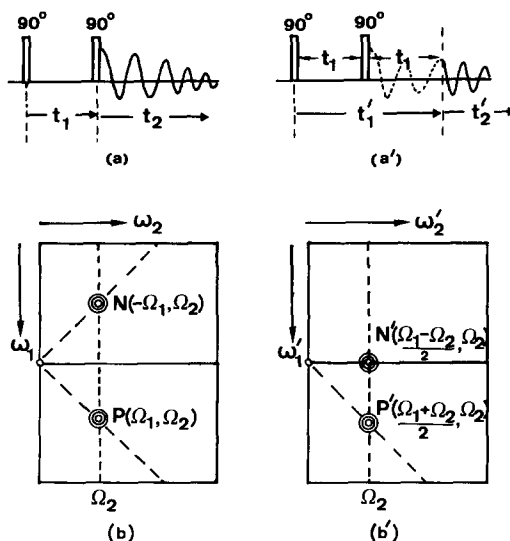 90° 90°
t₁ t₂
(a)
90° 90°
t₁ t₁
t₁′ t₂′
(a′)
ω₂
ω₁
N(-Ω₁,Ω₂)
P(Ω₁,Ω₂)
Ω₂
(b)
ω₂′
ω₁′
N′(Ω₁-Ω₂/2,Ω₂)
P′(Ω₁+Ω₂/2,Ω₂)
Ω₂
(b′)